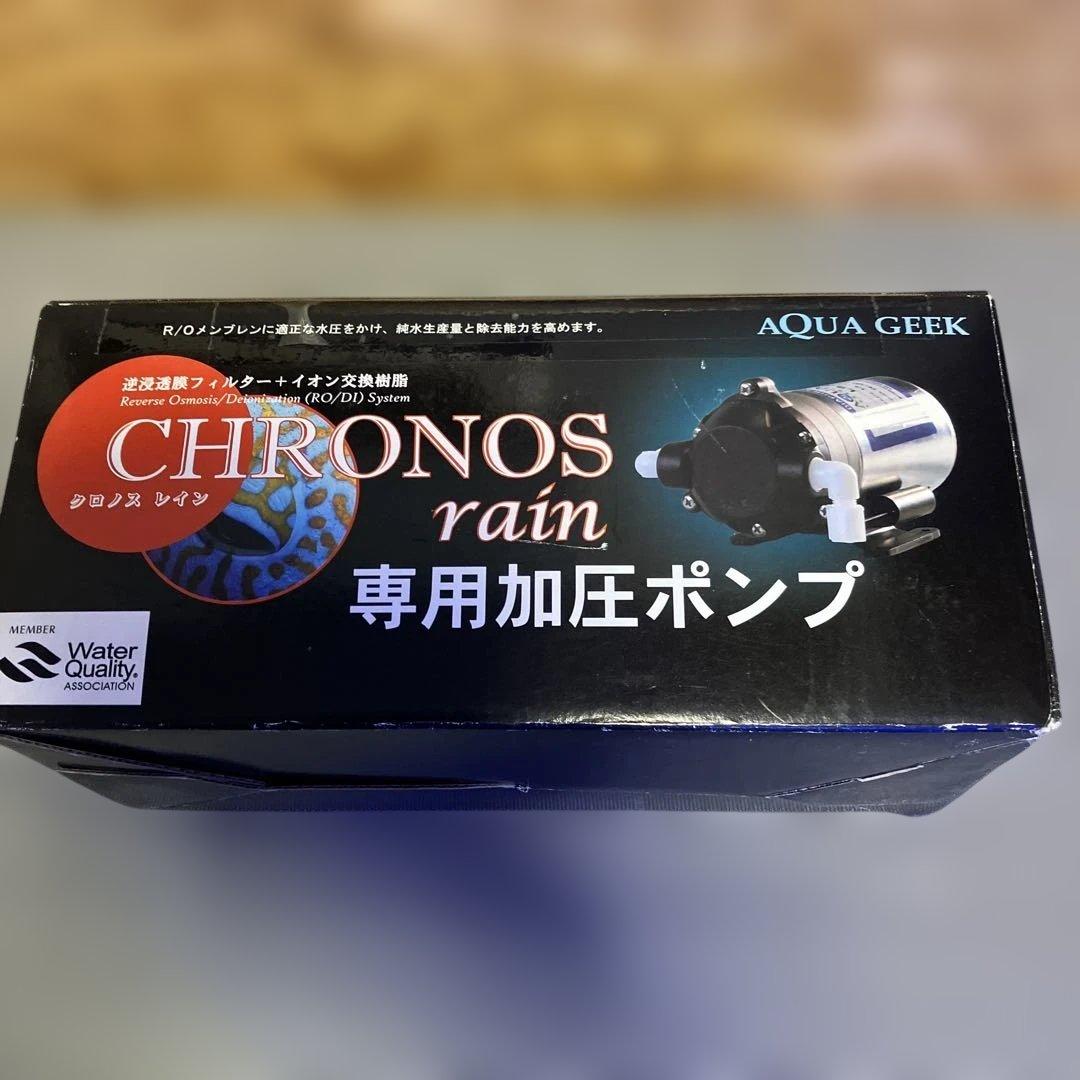 R/Oメンブレンに適正な水圧をかけ、純水生産量と除去能力を高めます。
AQUA GEEK
逆浸透膜フィルター＋イオン交換樹脂
Reverse Osmosis/Deionization (RO/DI) System
CHRONOS
クロノス レイン
rain
専用加圧ポンプ
MEMBER
Water
Quality®
ASSOCIATION